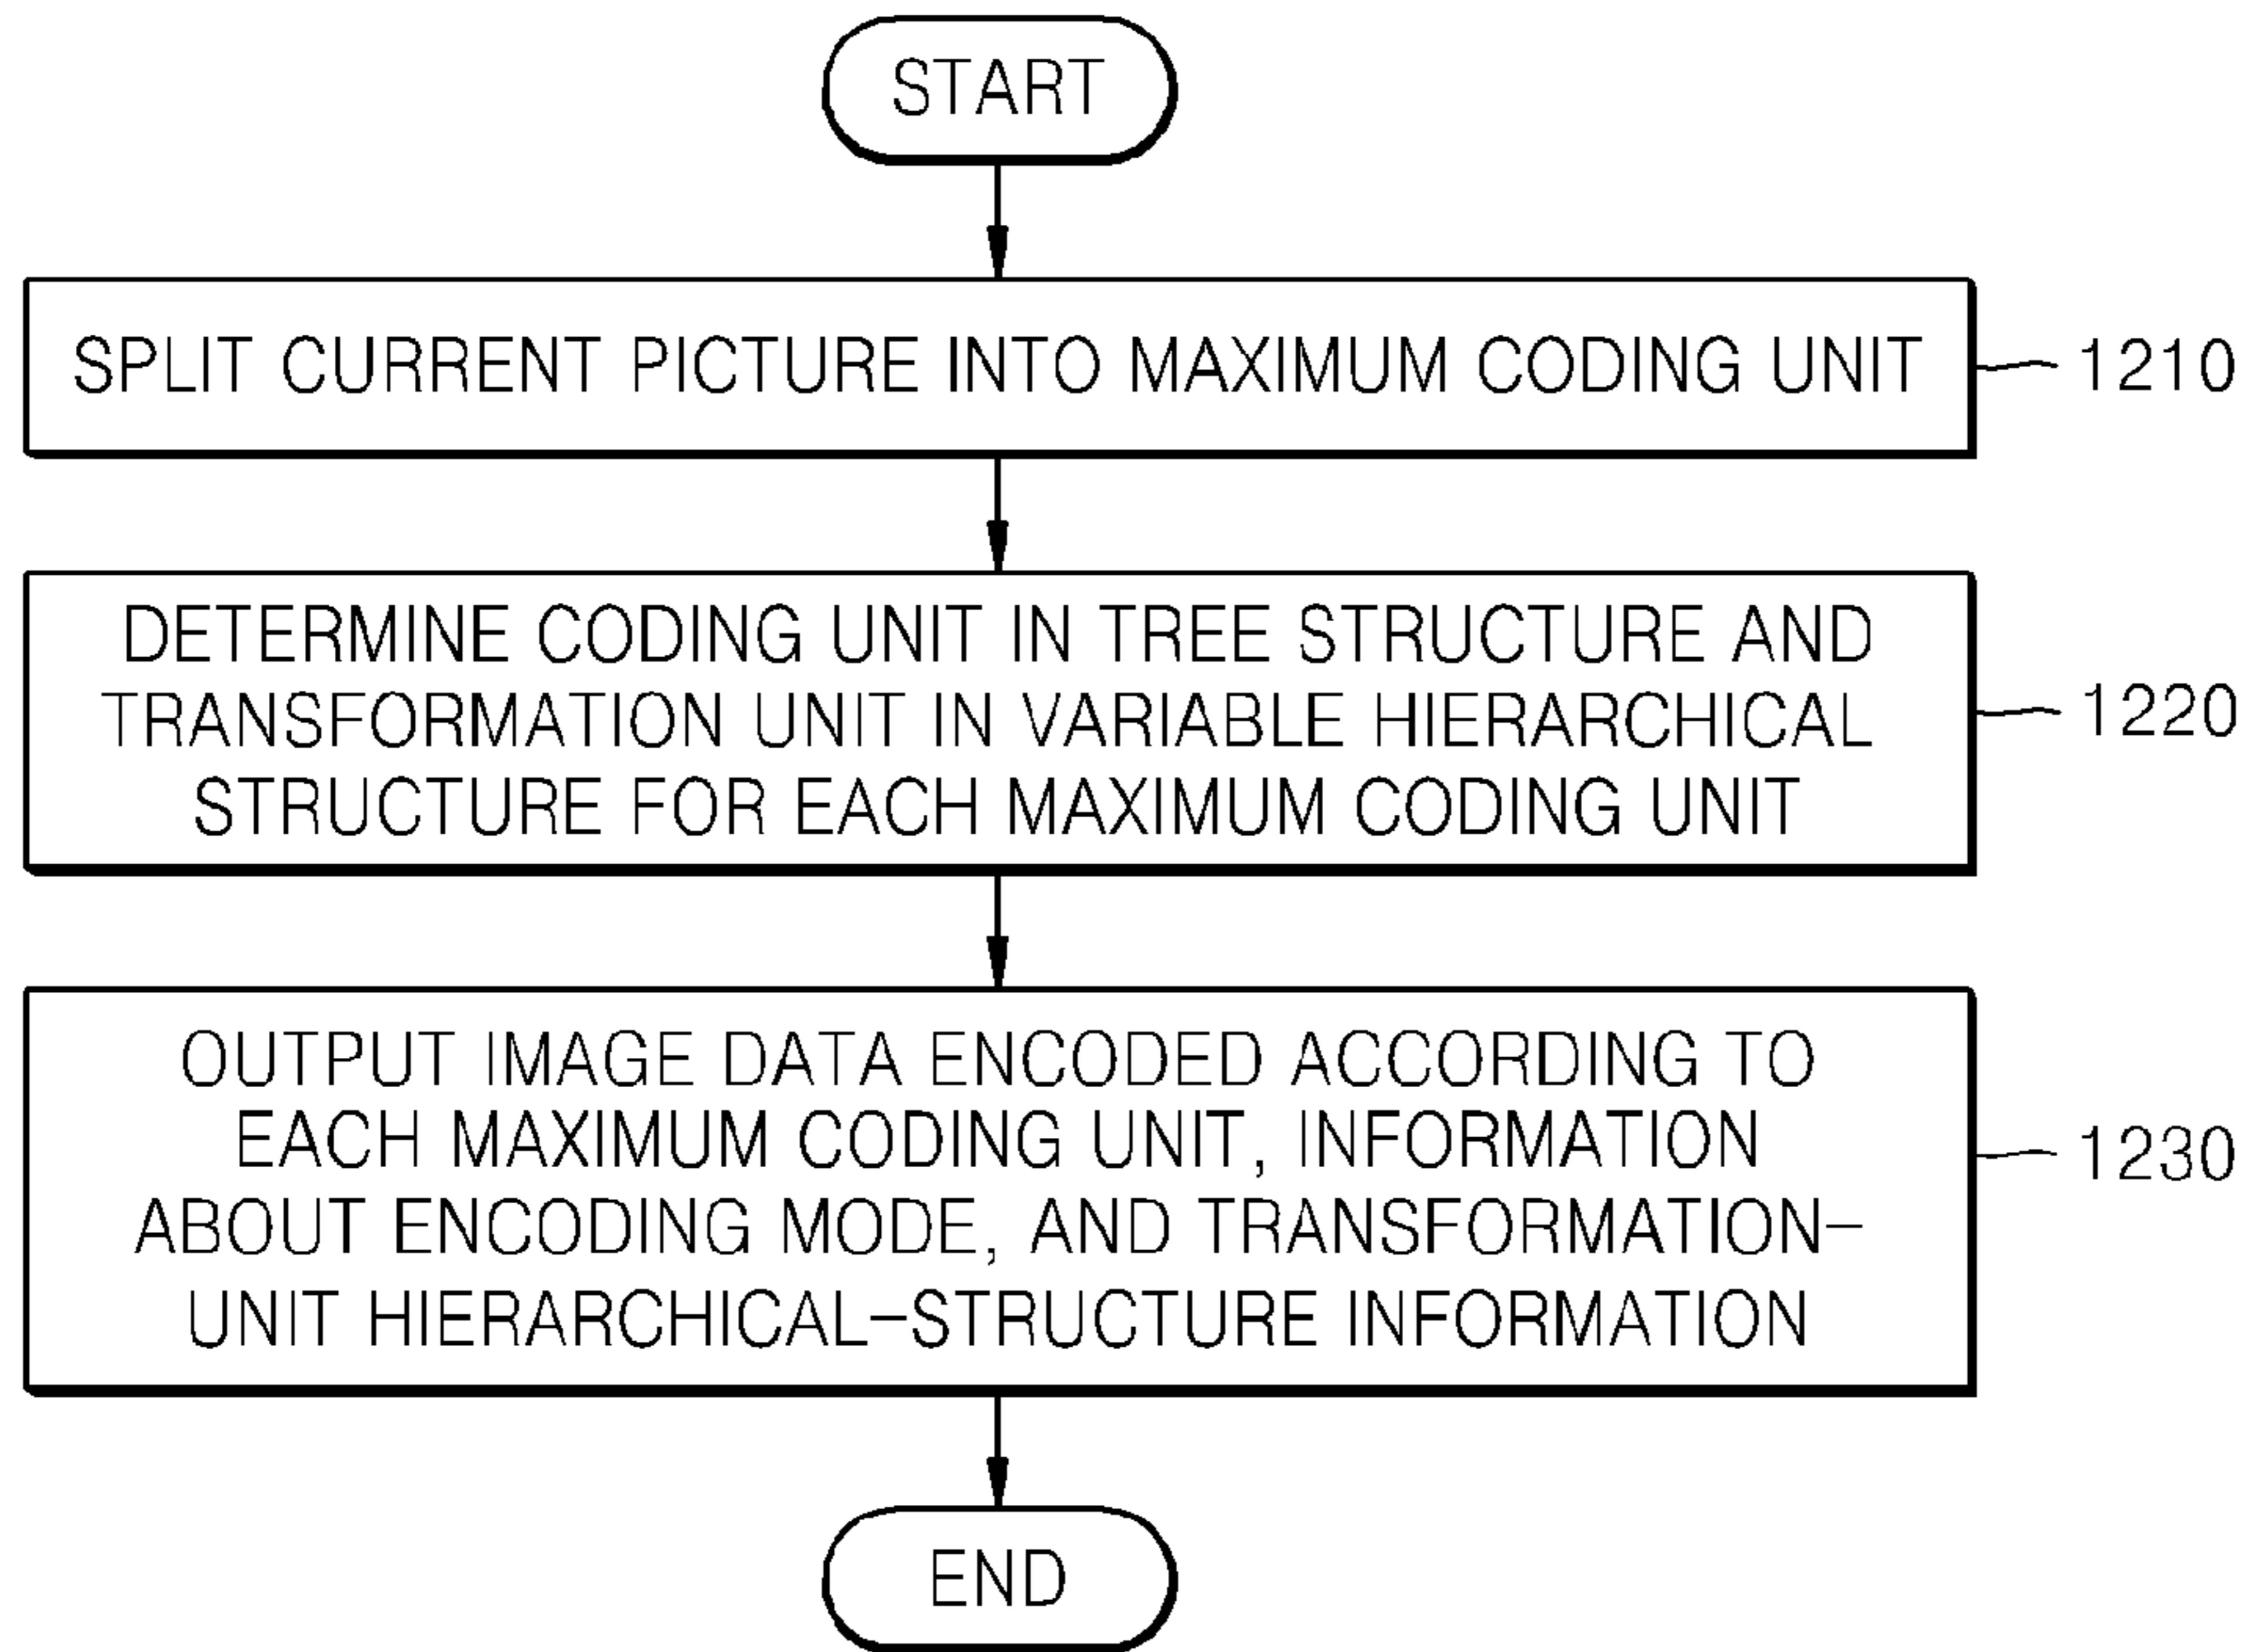 START
SPLIT CURRENT PICTURE INTO MAXIMUM CODING UNIT
1210
DETERMINE CODING UNIT IN TREE STRUCTURE AND
TRANSFORMATION UNIT IN VARIABLE HIERARCHICAL
STRUCTURE FOR EACH MAXIMUM CODING UNIT
1220
OUTPUT IMAGE DATA ENCODED ACCORDING TO
EACH MAXIMUM CODING UNIT, INFORMATION
ABOUT ENCODING MODE, AND TRANSFORMATION–
UNIT HIERARCHICAL–STRUCTURE INFORMATION
1230
END